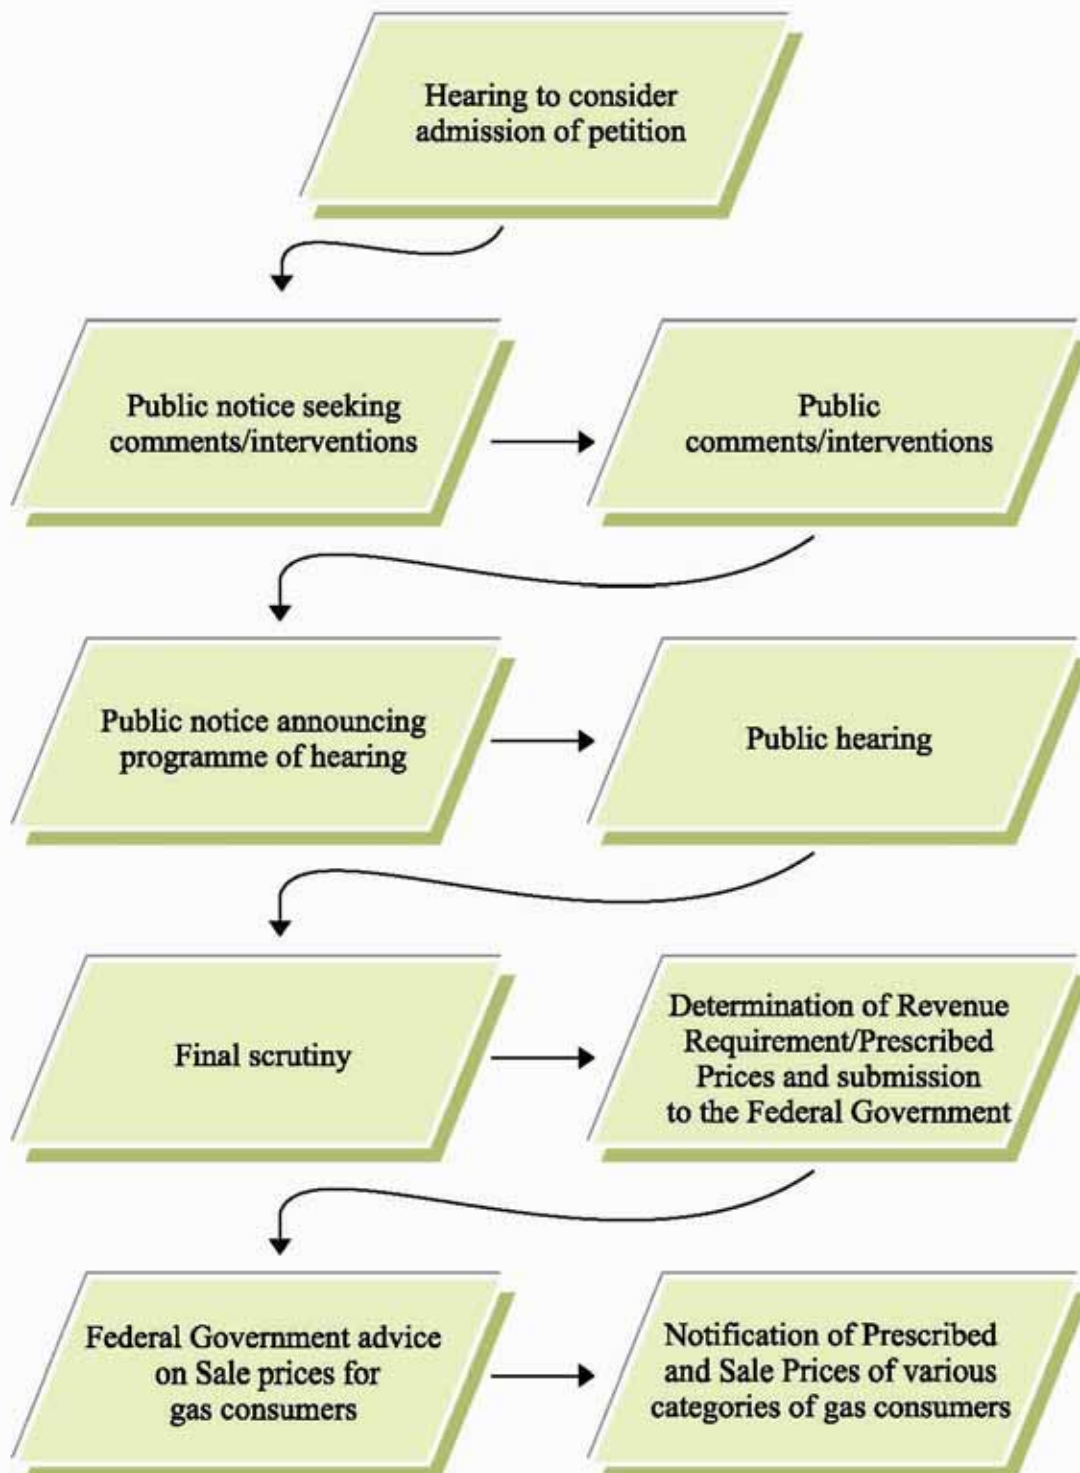 Hearing to consider
admission of petition
Public notice seeking
comments/interventions
Public
comments/interventions
Public notice announcing
programme of hearing
Public hearing
Final scrutiny
Determination of Revenue
Requirement/Prescribed
Prices and submission
to the Federal Government
Federal Government advice
on Sale prices for
gas consumers
Notification of Prescribed
and Sale Prices of various
categories of gas consumers